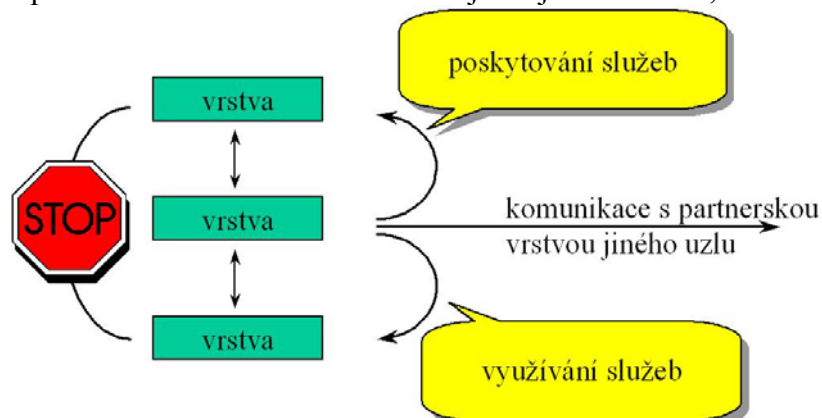 poskytování služeb
vrstva
STOP
vrstva
komunikace s partnerskou
vrstvou jiného uzlu
vrstva
využívání služeb